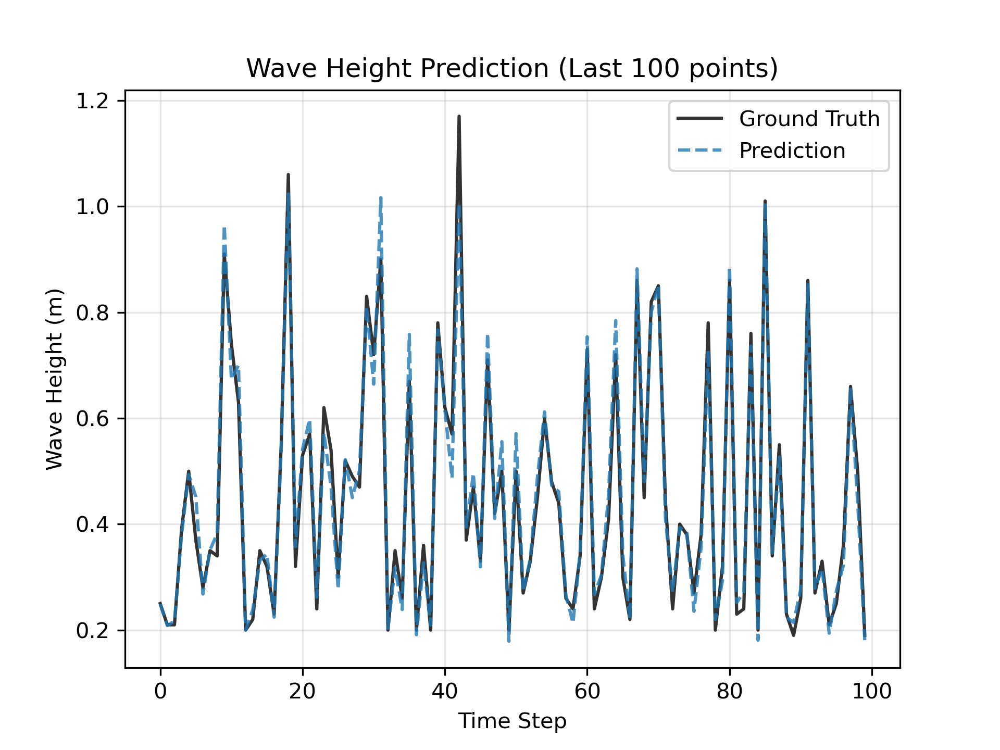 Wave Height Prediction (Last 100 points)
Ground Truth
Prediction
Wave Height (m)
1.2
1.0
0.8
0.6
0.4
0.2
0 20 40 60 80 100
Time Step